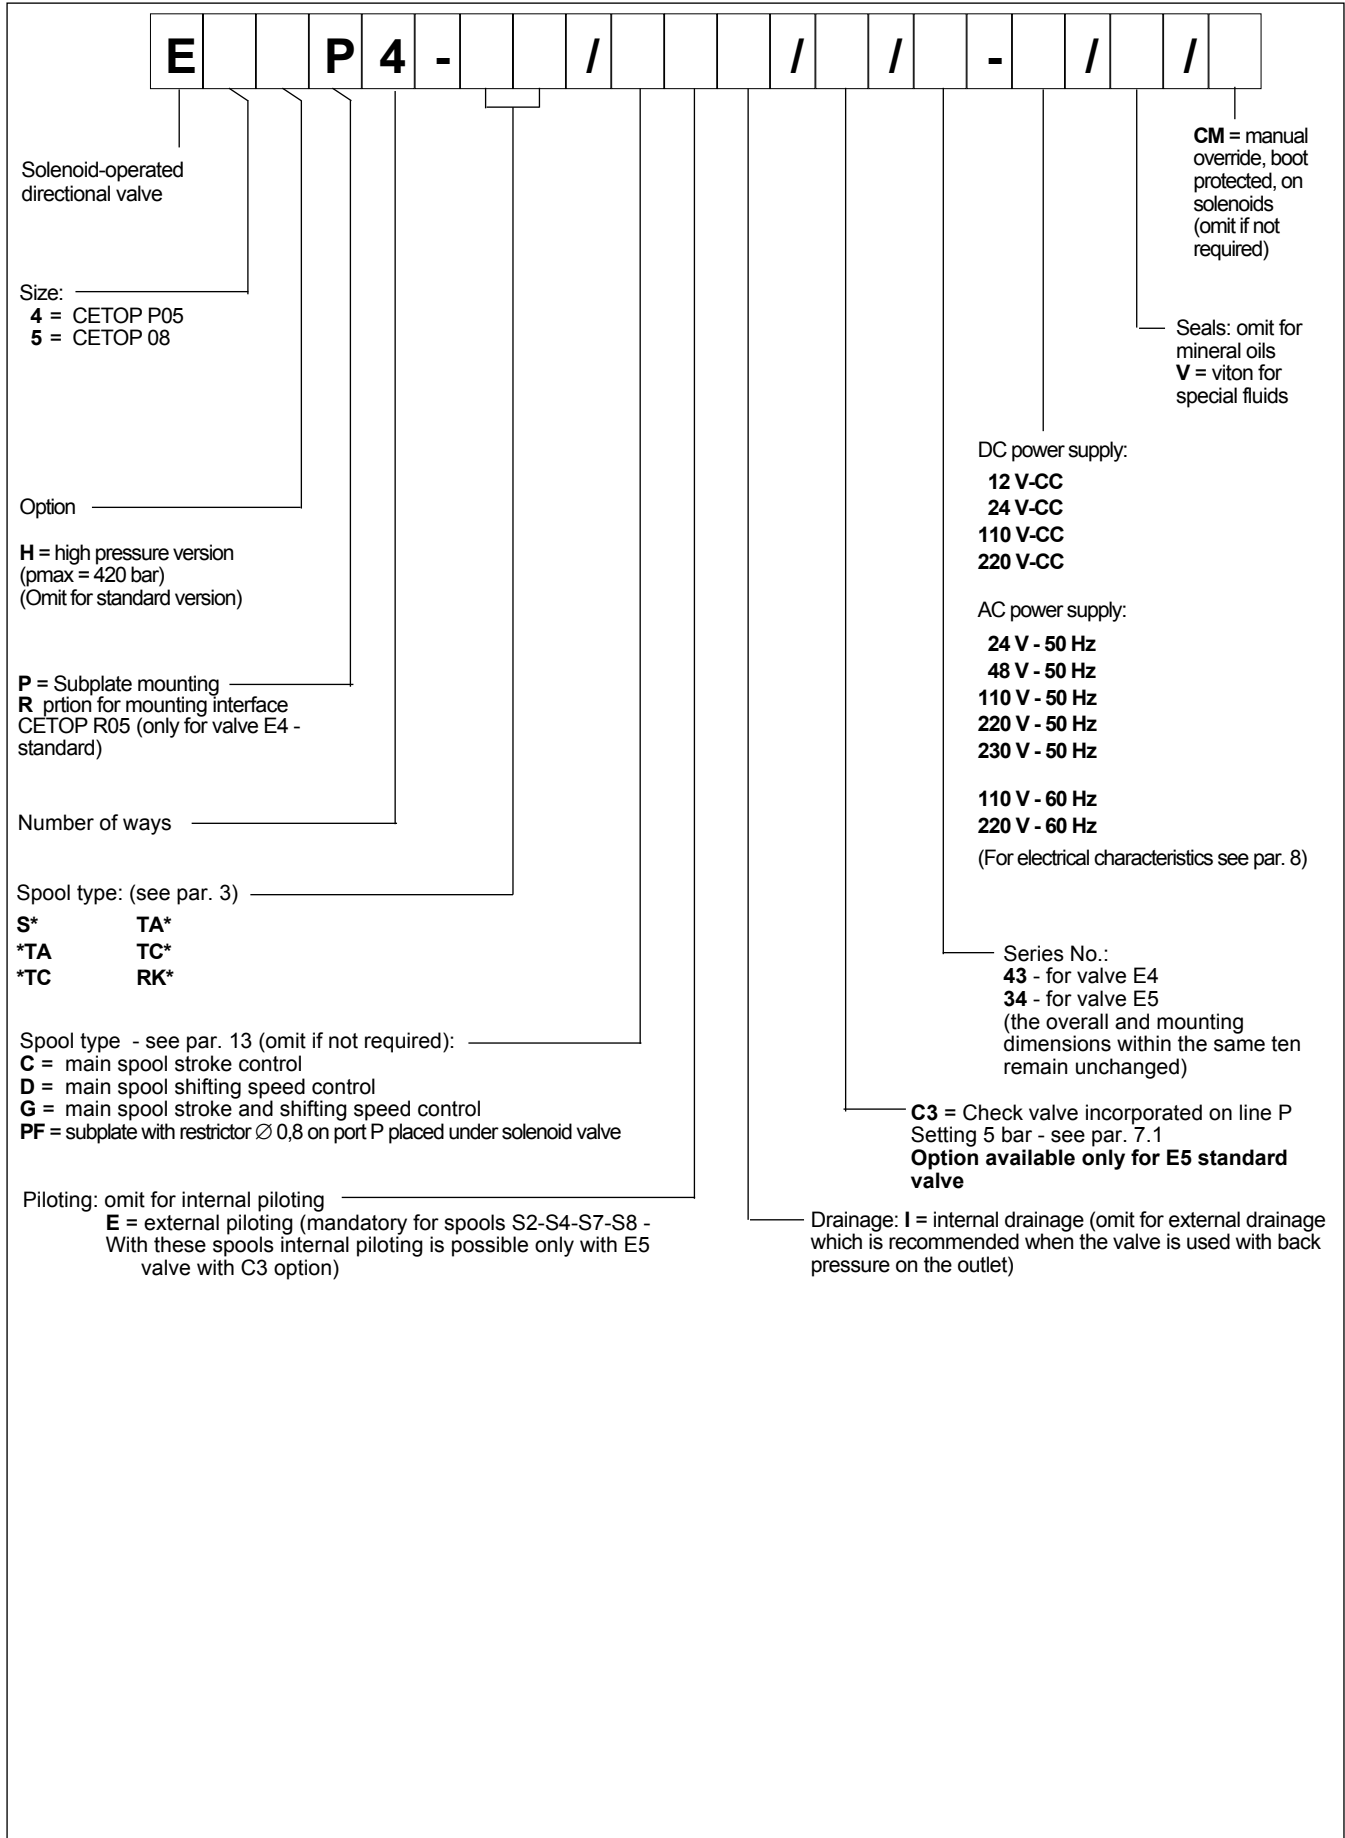 E P 4 - / / / - / /
Solenoid-operated
directional valve
CM = manual
override, boot
protected, on
solenoids
(omit if not
required)
Size:
4 = CETOP P05
5 = CETOP 08
Seals: omit for
mineral oils
V = viton for
special fluids
DC power supply:
12 V-CC
24 V-CC
110 V-CC
220 V-CC
Option
H = high pressure version
(pmax = 420 bar)
(Omit for standard version)
AC power supply:
24 V - 50 Hz
48 V - 50 Hz
110 V - 50 Hz
220 V - 50 Hz
230 V - 50 Hz
110 V - 60 Hz
220 V - 60 Hz
(For electrical characteristics see par. 8)
P = Subplate mounting
R prtion for mounting interface
CETOP R05 (only for valve E4 -
standard)
Number of ways
Spool type: (see par. 3)
S* TA*
*TA TC*
*TC RK*
Series No.:
43 - for valve E4
34 - for valve E5
(the overall and mounting
dimensions within the same ten
remain unchanged)
Spool type - see par. 13 (omit if not required):
C = main spool stroke control
D = main spool shifting speed control
G = main spool stroke and shifting speed control
PF = subplate with restrictor ∅ 0,8 on port P placed under solenoid valve
C3 = Check valve incorporated on line P
Setting 5 bar - see par. 7.1
Option available only for E5 standard
valve
Piloting: omit for internal piloting
E = external piloting (mandatory for spools S2-S4-S7-S8 -
With these spools internal piloting is possible only with E5
valve with C3 option)
Drainage: I = internal drainage (omit for external drainage
which is recommended when the valve is used with back
pressure on the outlet)